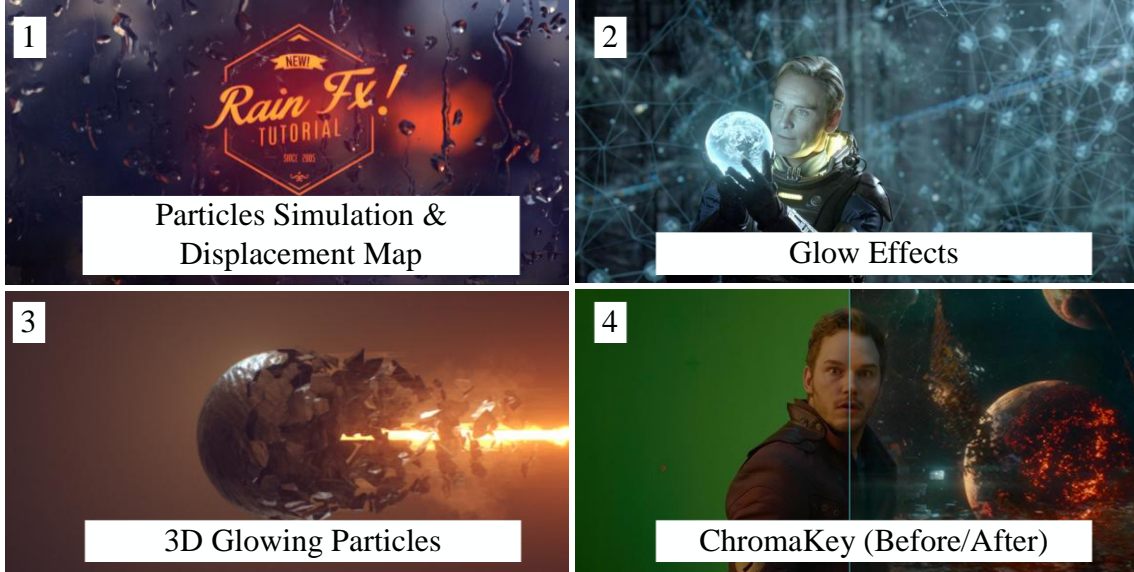 1
NEW!
Rain Fx!
TUTORIAL
SINCE 2005
Particles Simulation &
Displacement Map
2
Glow Effects
3
3D Glowing Particles
4
ChromaKey (Before/After)